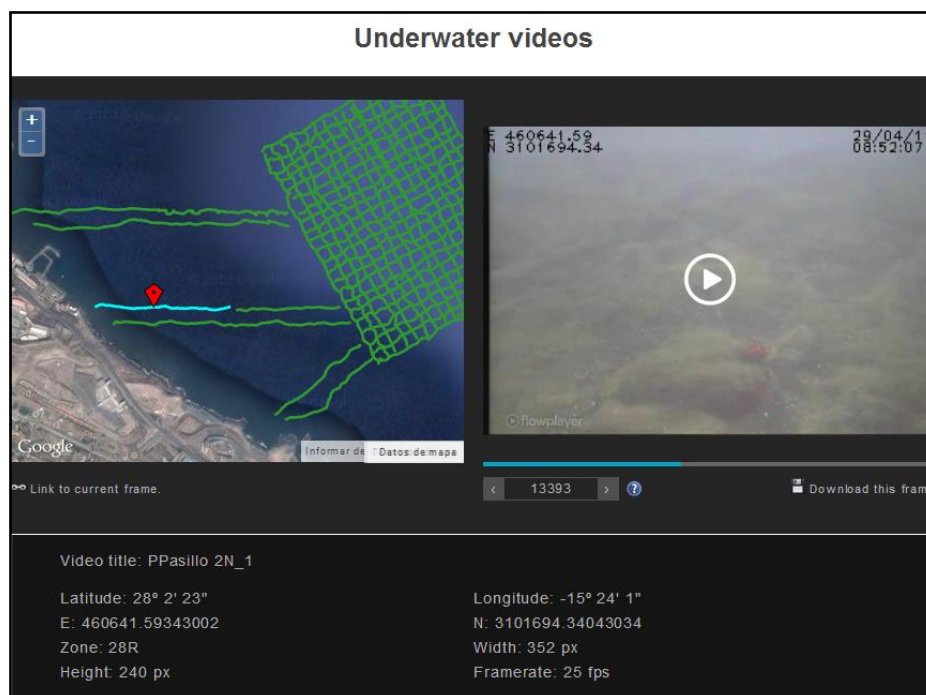 Underwater videos
+
-
E 460641.59
N 3101694.34
29/04/1
08:52:07
flowplayer
Google
Informar de
Datos de mapa
Link to current frame.
‹ 13393 › ?
Download this fram
Video title: PPasillo 2N_1
Latitude: 28º 2' 23"
Longitude: -15º 24' 1"
E: 460641.59343002
N: 3101694.34043034
Zone: 28R
Width: 352 px
Height: 240 px
Framerate: 25 fps